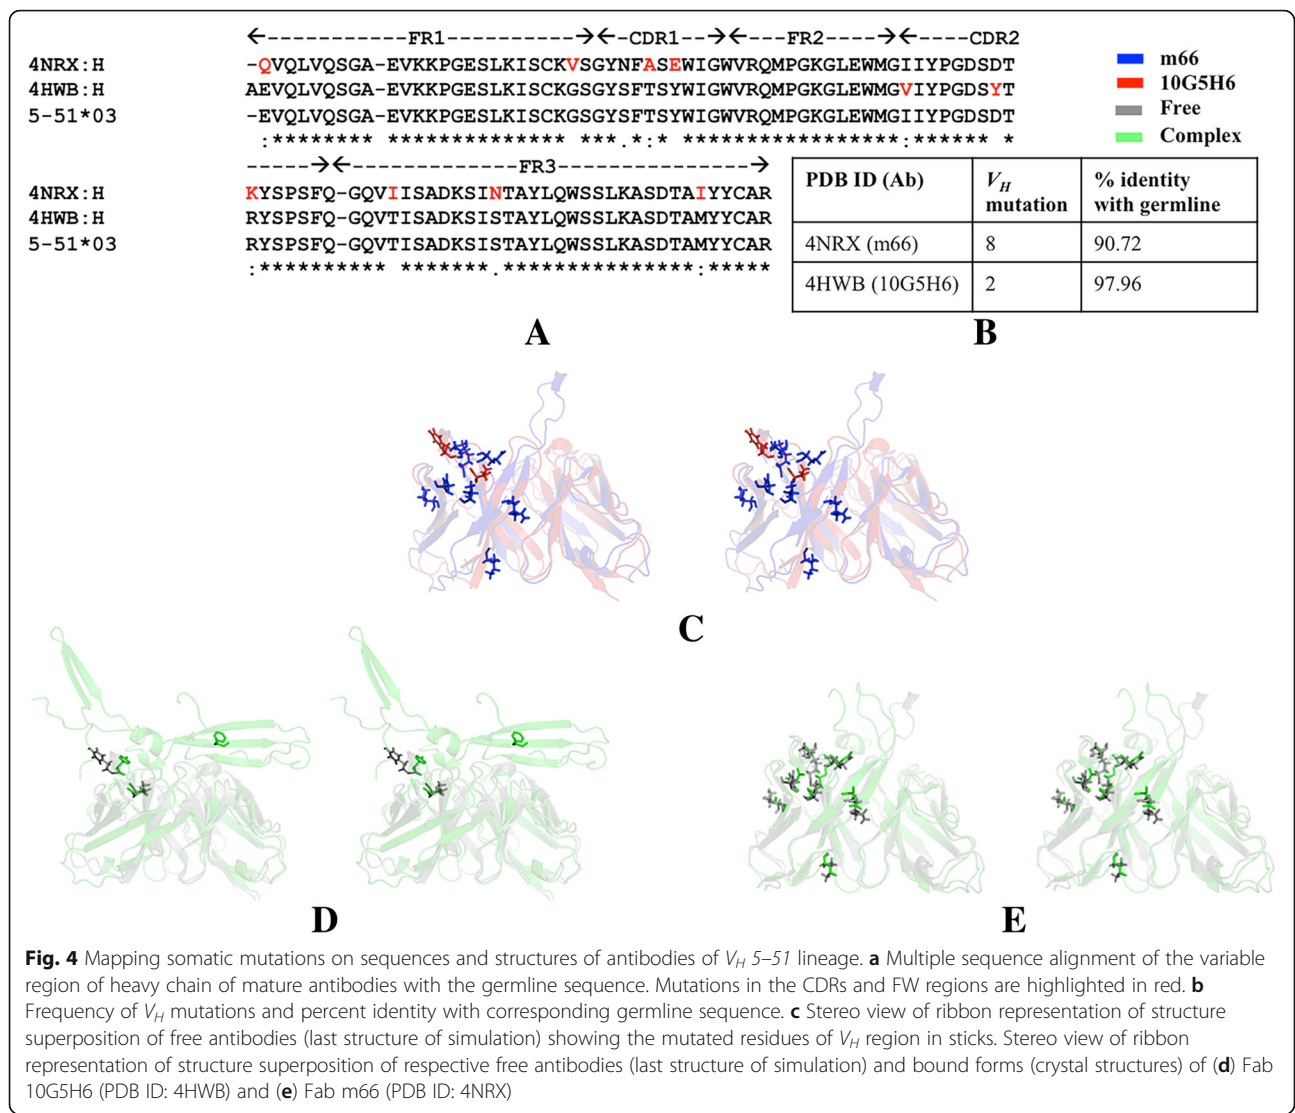 ←-----------FR1-----------→←-CDR1--→←---FR2----→←----CDR2
4NRX:H -QVQLVQSGA-EVKKPGESLKISCKVSGYNFASEWIGWVRQMPGKGLEWMGIIYPGDSDT
4HWB:H AEVQLVQSGA-EVKKPGESLKISCKGSGYSFTSYWIGWVRQMPGKGLEWMGVIYPGDSYT
5-51*03 -EVQLVQSGA-EVKKPGESLKISCKGSGYSFTSYWIGWVRQMPGKGLEWMGIIYPGDSDT
:******** ************* ***.*:* ******************:****** *
-----→←------------FR3---------------→
4NRX:H KYSPSFQ-GQVIISADKSINTAYLQWSSLKASDTAIYYCAR
4HWB:H RYSPSFQ-GQVTISADKSISTAYLQWSSLKASDTAMYYCAR
5-51*03 RYSPSFQ-GQVTISADKSISTAYLQWSSLKASDTAMYYCAR
:********** *******.***************:*****
m66
10G5H6
Free
Complex
PDB ID (Ab) V_H mutation % identity with germline
4NRX (m66) 8 90.72
4HWB (10G5H6) 2 97.96
A
B
C
D
E
Fig. 4 Mapping somatic mutations on sequences and structures of antibodies of V_H 5–51 lineage. a Multiple sequence alignment of the variable
region of heavy chain of mature antibodies with the germline sequence. Mutations in the CDRs and FW regions are highlighted in red. b
Frequency of V_H mutations and percent identity with corresponding germline sequence. c Stereo view of ribbon representation of structure
superposition of free antibodies (last structure of simulation) showing the mutated residues of V_H region in sticks. Stereo view of ribbon
representation of structure superposition of respective free antibodies (last structure of simulation) and bound forms (crystal structures) of (d) Fab
10G5H6 (PDB ID: 4HWB) and (e) Fab m66 (PDB ID: 4NRX)